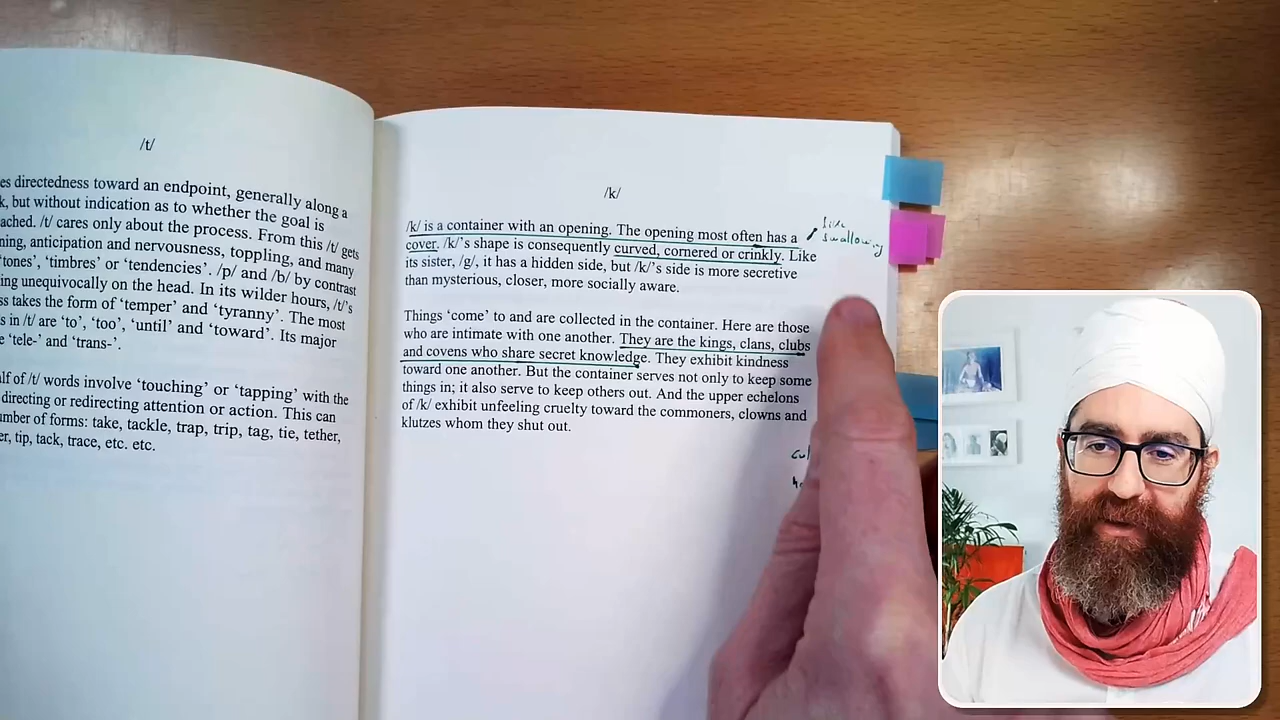 /t/
es directedness toward an endpoint, generally along a
k, but without indication as to whether the goal is
ached. /t/ cares only about the process. From this /t/ gets
ning, anticipation and nervousness, toppling, and many
'tones', 'timbres' or 'tendencies'. /p/ and /b/ by contrast
ing unequivocally on the head. In its wilder hours, /t/'s
ss takes the form of 'temper' and 'tyranny'. The most
s in /t/ are 'to', 'too', 'until' and 'toward'. Its major
e 'tele-' and 'trans-'.
alf of /t/ words involve 'touching' or 'tapping' with the
directing or redirecting attention or action. This can
umber of forms: take, tackle, trap, trip, tag, tie, tether,
er, tip, tack, trace, etc. etc.
/k/
/k/ is a container with an opening. The opening most often has a
cover. /k/'s shape is consequently curved, cornered or crinkly. Like
its sister, /g/, it has a hidden side, but /k/'s side is more secretive
than mysterious, closer, more socially aware.
Things 'come' to and are collected in the container. Here are those
who are intimate with one another. They are the kings, clans, clubs
and covens who share secret knowledge. They exhibit kindness
toward one another. But the container serves not only to keep some
things in; it also serve to keep others out. And the upper echelons
of /k/ exhibit unfeeling cruelty toward the commoners, clowns and
klutzes whom they shut out.
swallowing